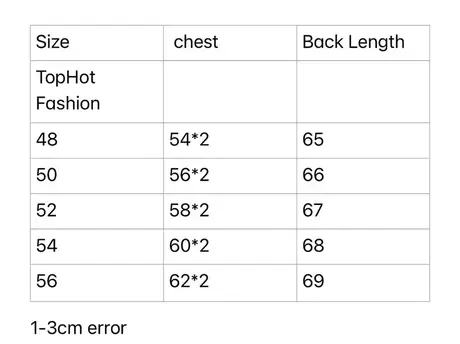 Size chest Back Length
TopHot
Fashion
48 54*2 65
50 56*2 66
52 58*2 67
54 60*2 68
56 62*2 69
1-3cm error